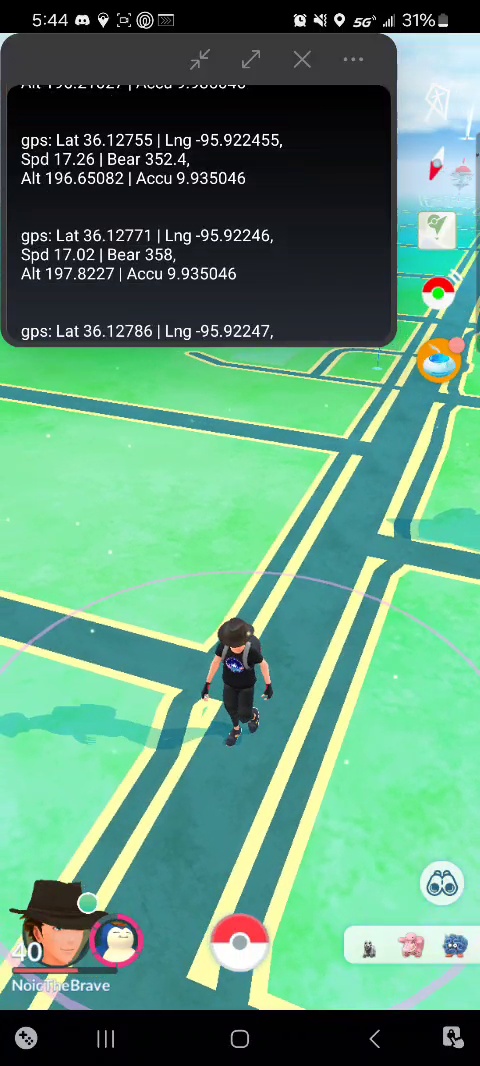 5:44
5G
31%
gps: Lat 36.12755 | Lng -95.922455,
Spd 17.26 | Bear 352.4,
Alt 196.65082 | Accu 9.935046
gps: Lat 36.12771 | Lng -95.92246,
Spd 17.02 | Bear 358,
Alt 197.8227 | Accu 9.935046
gps: Lat 36.12786 | Lng -95.92247,
40
NoicTheBrave